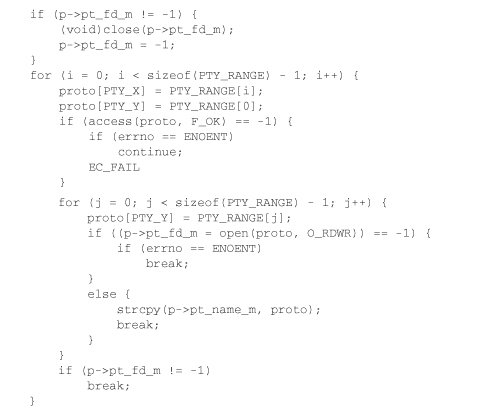 if (p->pt_fd_m != -1) {
    (void)close(p->pt_fd_m);
    p->pt_fd_m = -1;
}
for (i = 0; i < sizeof(PTY_RANGE) - 1; i++) {
    proto[PTY_X] = PTY_RANGE[i];
    proto[PTY_Y] = PTY_RANGE[0];
    if (access(proto, F_OK) == -1) {
        if (errno == ENOENT)
            continue;
        EC_FAIL
    }
    for (j = 0; j < sizeof(PTY_RANGE) - 1; j++) {
        proto[PTY_Y] = PTY_RANGE[j];
        if ((p->pt_fd_m = open(proto, O_RDWR)) == -1) {
            if (errno == ENOENT)
                break;
        }
        else {
            strcpy(p->pt_name_m, proto);
            break;
        }
    }
    if (p->pt_fd_m != -1)
        break;
}